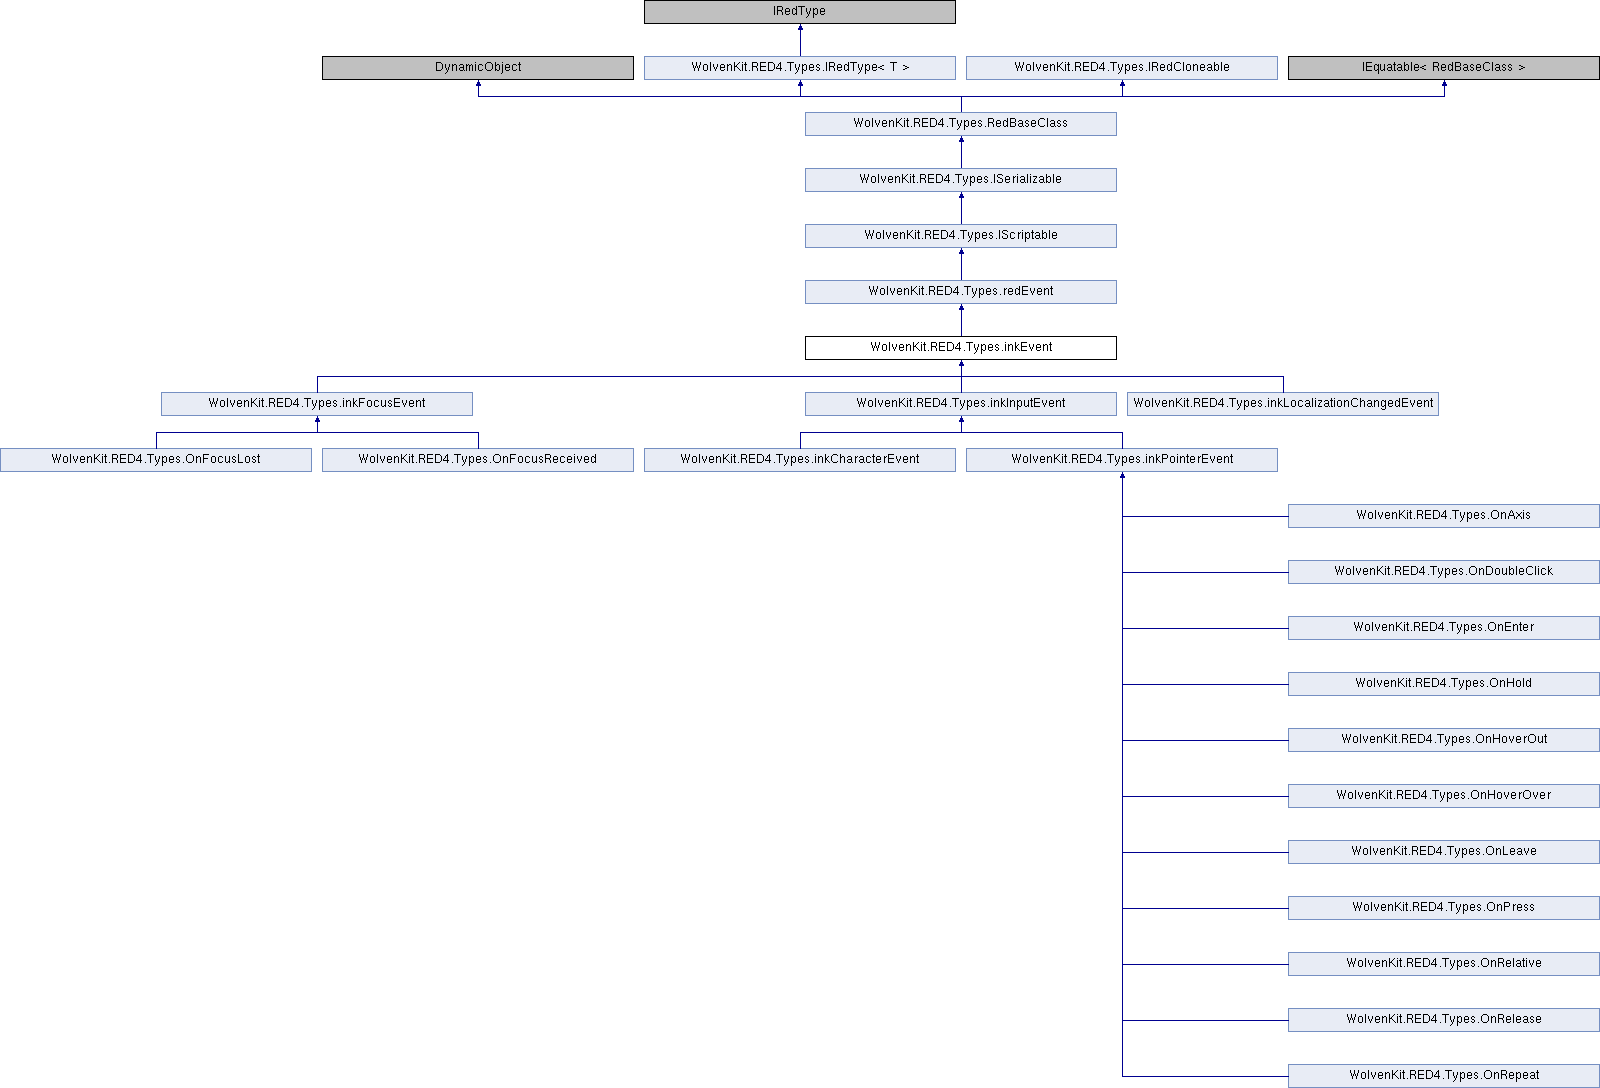 IRedType
DynamicObject
WolvenKit.RED4.Types.IRedType< T >
WolvenKit.RED4.Types.IRedCloneable
IEquatable< RedBaseClass >
WolvenKit.RED4.Types.RedBaseClass
WolvenKit.RED4.Types.ISerializable
WolvenKit.RED4.Types.IScriptable
WolvenKit.RED4.Types.redEvent
WolvenKit.RED4.Types.inkEvent
WolvenKit.RED4.Types.inkFocusEvent
WolvenKit.RED4.Types.inkInputEvent
WolvenKit.RED4.Types.inkLocalizationChangedEvent
WolvenKit.RED4.Types.OnFocusLost
WolvenKit.RED4.Types.OnFocusReceived
WolvenKit.RED4.Types.inkCharacterEvent
WolvenKit.RED4.Types.inkPointerEvent
WolvenKit.RED4.Types.OnAxis
WolvenKit.RED4.Types.OnDoubleClick
WolvenKit.RED4.Types.OnEnter
WolvenKit.RED4.Types.OnHold
WolvenKit.RED4.Types.OnHoverOut
WolvenKit.RED4.Types.OnHoverOver
WolvenKit.RED4.Types.OnLeave
WolvenKit.RED4.Types.OnPress
WolvenKit.RED4.Types.OnRelative
WolvenKit.RED4.Types.OnRelease
WolvenKit.RED4.Types.OnRepeat